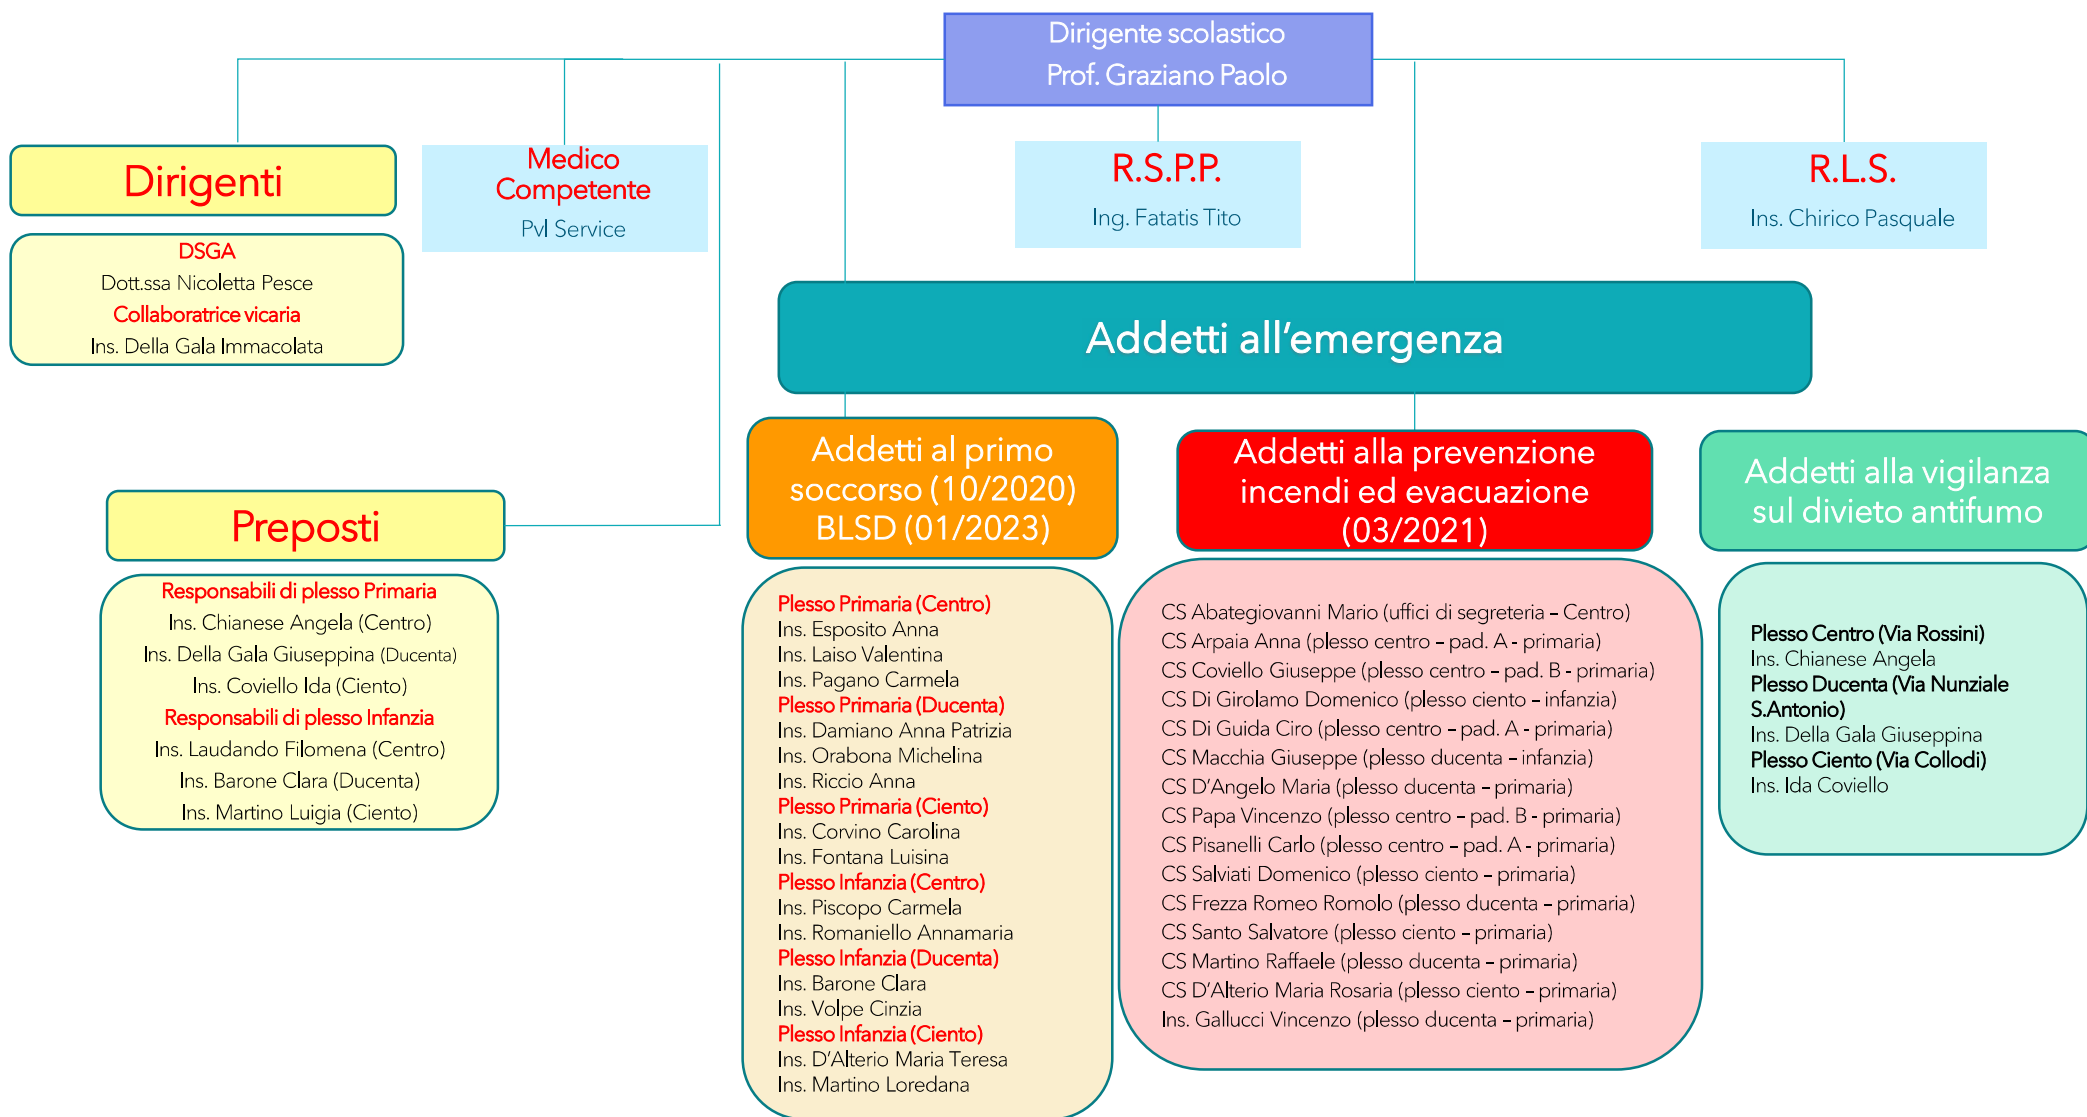 Dirigente scolastico
Prof. Graziano Paolo
Dirigenti
DSGA
Dott.ssa Nicoletta Pesce
Collaboratrice vicaria
Ins. Della Gala Immacolata
Medico
Competente
Pvl Service
R.S.P.P.
Ing. Fatatis Tito
R.L.S.
Ins. Chirico Pasquale
Addetti all'emergenza
Preposti
Responsabili di plesso Primaria
Ins. Chianese Angela (Centro)
Ins. Della Gala Giuseppina (Ducenta)
Ins. Coviello Ida (Ciento)
Responsabili di plesso Infanzia
Ins. Laudando Filomena (Centro)
Ins. Barone Clara (Ducenta)
Ins. Martino Luigia (Ciento)
Addetti al primo
soccorso (10/2020)
BLSD (01/2023)
Plesso Primaria (Centro)
Ins. Esposito Anna
Ins. Laiso Valentina
Ins. Pagano Carmela
Plesso Primaria (Ducenta)
Ins. Damiano Anna Patrizia
Ins. Orabona Michelina
Ins. Riccio Anna
Plesso Primaria (Ciento)
Ins. Corvino Carolina
Ins. Fontana Luisina
Plesso Infanzia (Centro)
Ins. Piscopo Carmela
Ins. Romaniello Annamaria
Plesso Infanzia (Ducenta)
Ins. Barone Clara
Ins. Volpe Cinzia
Plesso Infanzia (Ciento)
Ins. D'Alterio Maria Teresa
Ins. Martino Loredana
Addetti alla prevenzione
incendi ed evacuazione
(03/2021)
CS Abategiovanni Mario (uffici di segreteria – Centro)
CS Arpaia Anna (plesso centro – pad. A - primaria)
CS Coviello Giuseppe (plesso centro – pad. B - primaria)
CS Di Girolamo Domenico (plesso ciento – infanzia)
CS Di Guida Ciro (plesso centro – pad. A - primaria)
CS Macchia Giuseppe (plesso ducenta – infanzia)
CS D'Angelo Maria (plesso ducenta – primaria)
CS Papa Vincenzo (plesso centro – pad. B - primaria)
CS Pisanelli Carlo (plesso centro – pad. A – primaria)
CS Salviati Domenico (plesso ciento – primaria)
CS Frezza Romeo Romolo (plesso ducenta – primaria)
CS Santo Salvatore (plesso ciento – primaria)
CS Martino Raffaele (plesso ducenta – primaria)
CS D'Alterio Maria Rosaria (plesso ciento – primaria)
Ins. Gallucci Vincenzo (plesso ducenta – primaria)
Addetti alla vigilanza
sul divieto antifumo
Plesso Centro (Via Rossini)
Ins. Chianese Angela
Plesso Ducenta (Via Nunziale
S.Antonio)
Ins. Della Gala Giuseppina
Plesso Ciento (Via Collodi)
Ins. Ida Coviello